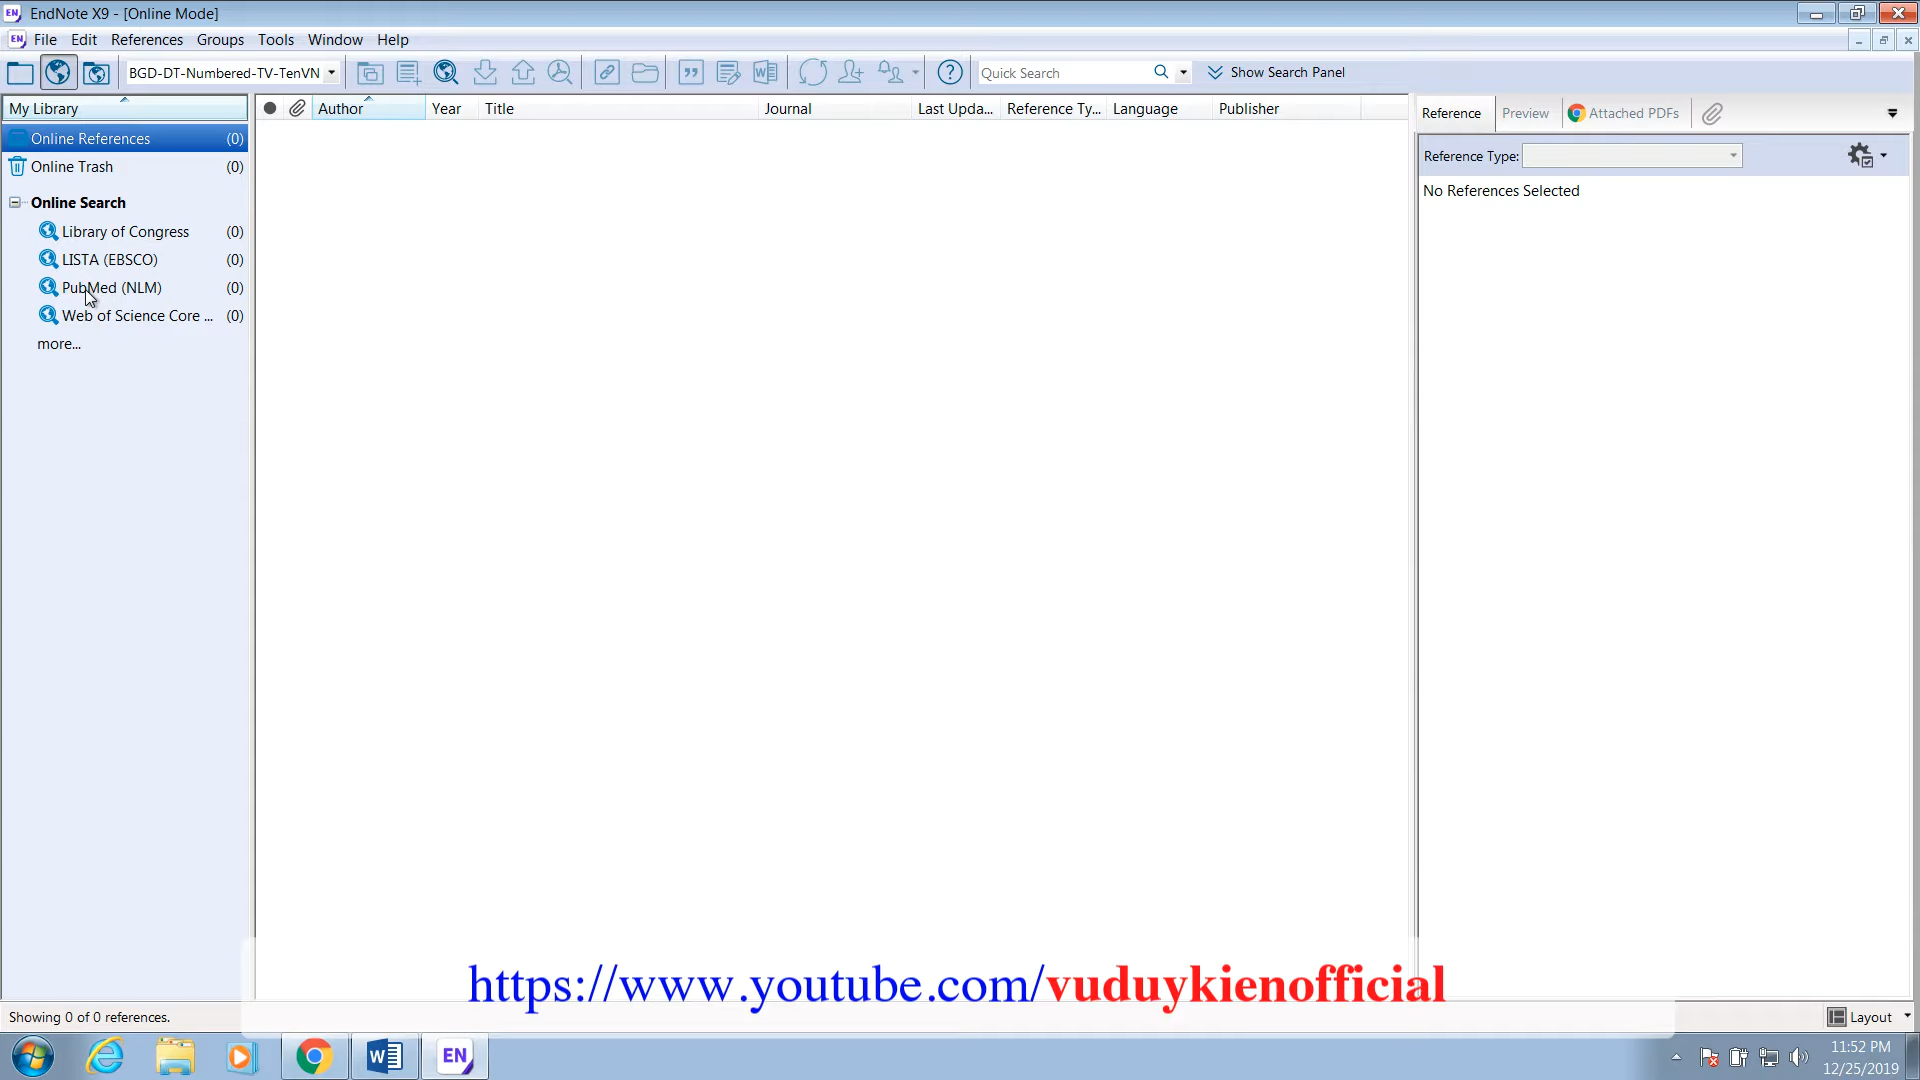 EN EndNote X9 - [Online Mode]
EN File Edit References Groups Tools Window Help
BGD-DT-Numbered-TV-TenVN Quick Search Show Search Panel
My Library
Author Year Title Journal Last Upda... Reference Ty... Language Publisher
Reference Preview Attached PDFs
Online References (0)
Online Trash (0)
Online Search
Library of Congress (0)
LISTA (EBSCO) (0)
PubMed (NLM) (0)
Web of Science Core ... (0)
more...
Reference Type:
No References Selected
https://www.youtube.com/vuduykienofficial
Showing 0 of 0 references.
Layout
EN
11:52 PM
12/25/2019